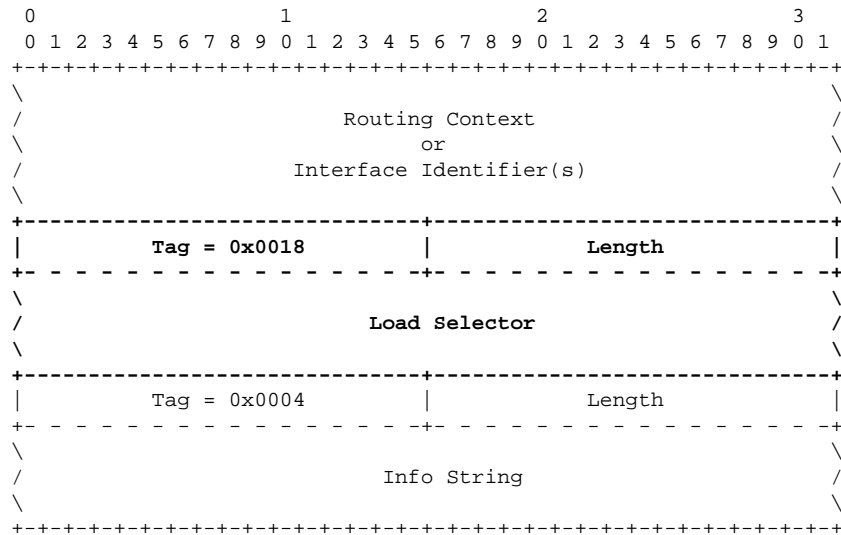 0                   1                   2                   3
0 1 2 3 4 5 6 7 8 9 0 1 2 3 4 5 6 7 8 9 0 1 2 3 4 5 6 7 8 9 0 1
+-+-+-+-+-+-+-+-+-+-+-+-+-+-+-+-+-+-+-+-+-+-+-+-+-+-+-+-+-+-+-+-+
\                                                               \
/                        Routing Context                        /
\                              or                               \
/                    Interface Identifier(s)                    /
\                                                               \
+-------------------------------+-------------------------------+
|          Tag = 0x0018         |            Length             |
+- - - - - - - - - - - - - - - -+- - - - - - - - - - - - - - - -+
\                                                               \
/                          Load Selector                        /
\                                                               \
+-------------------------------+-------------------------------+
|          Tag = 0x0004         |            Length             |
+- - - - - - - - - - - - - - - -+- - - - - - - - - - - - - - - -+
\                                                               \
/                           Info String                         /
\                                                               \
+-+-+-+-+-+-+-+-+-+-+-+-+-+-+-+-+-+-+-+-+-+-+-+-+-+-+-+-+-+-+-+-+